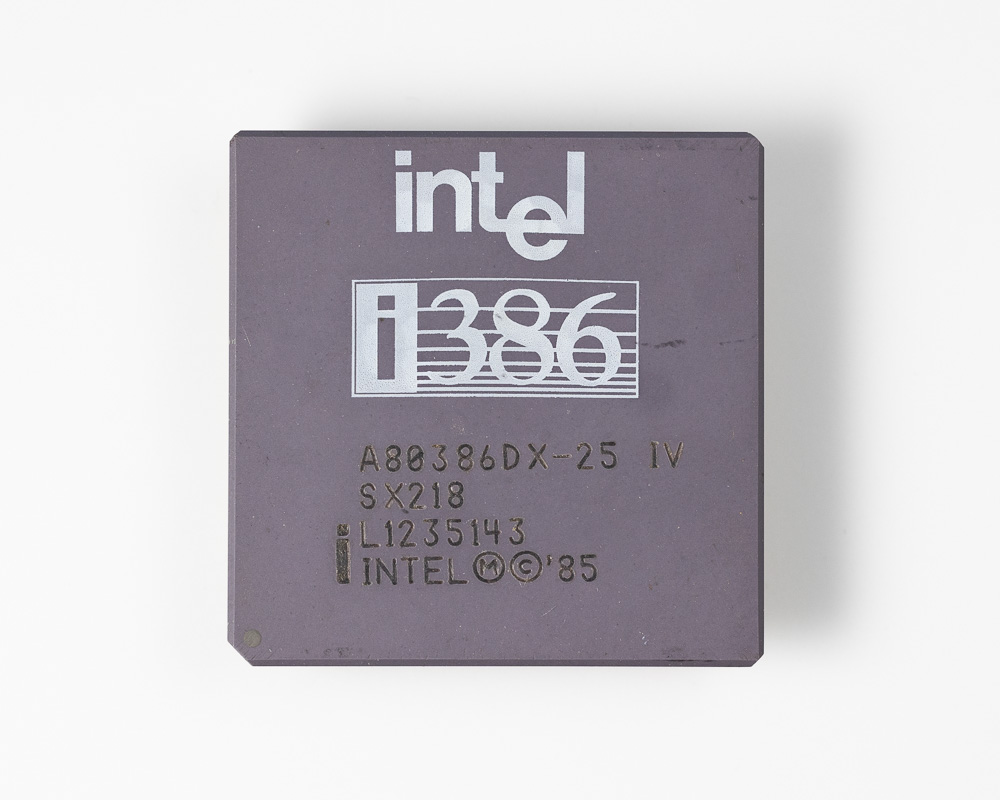 intel
i386
A80386DX-25 IV
SX218
L1235143
i INTEL Ⓜ © '85